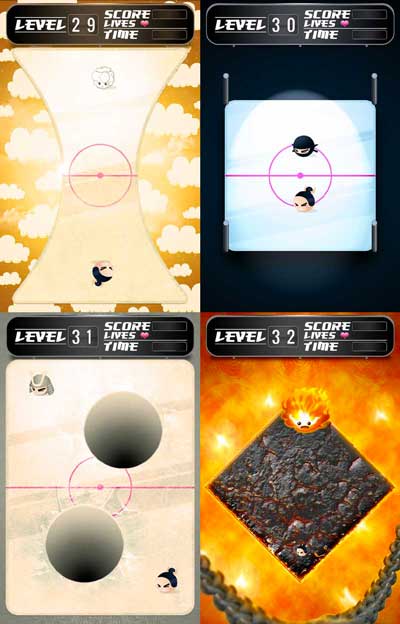 LEVEL 29 SCORE
LIVES
TIME
LEVEL 30 SCORE
LIVES
TIME
LEVEL 31 SCORE
LIVES
TIME
LEVEL 32 SCORE
LIVES
TIME